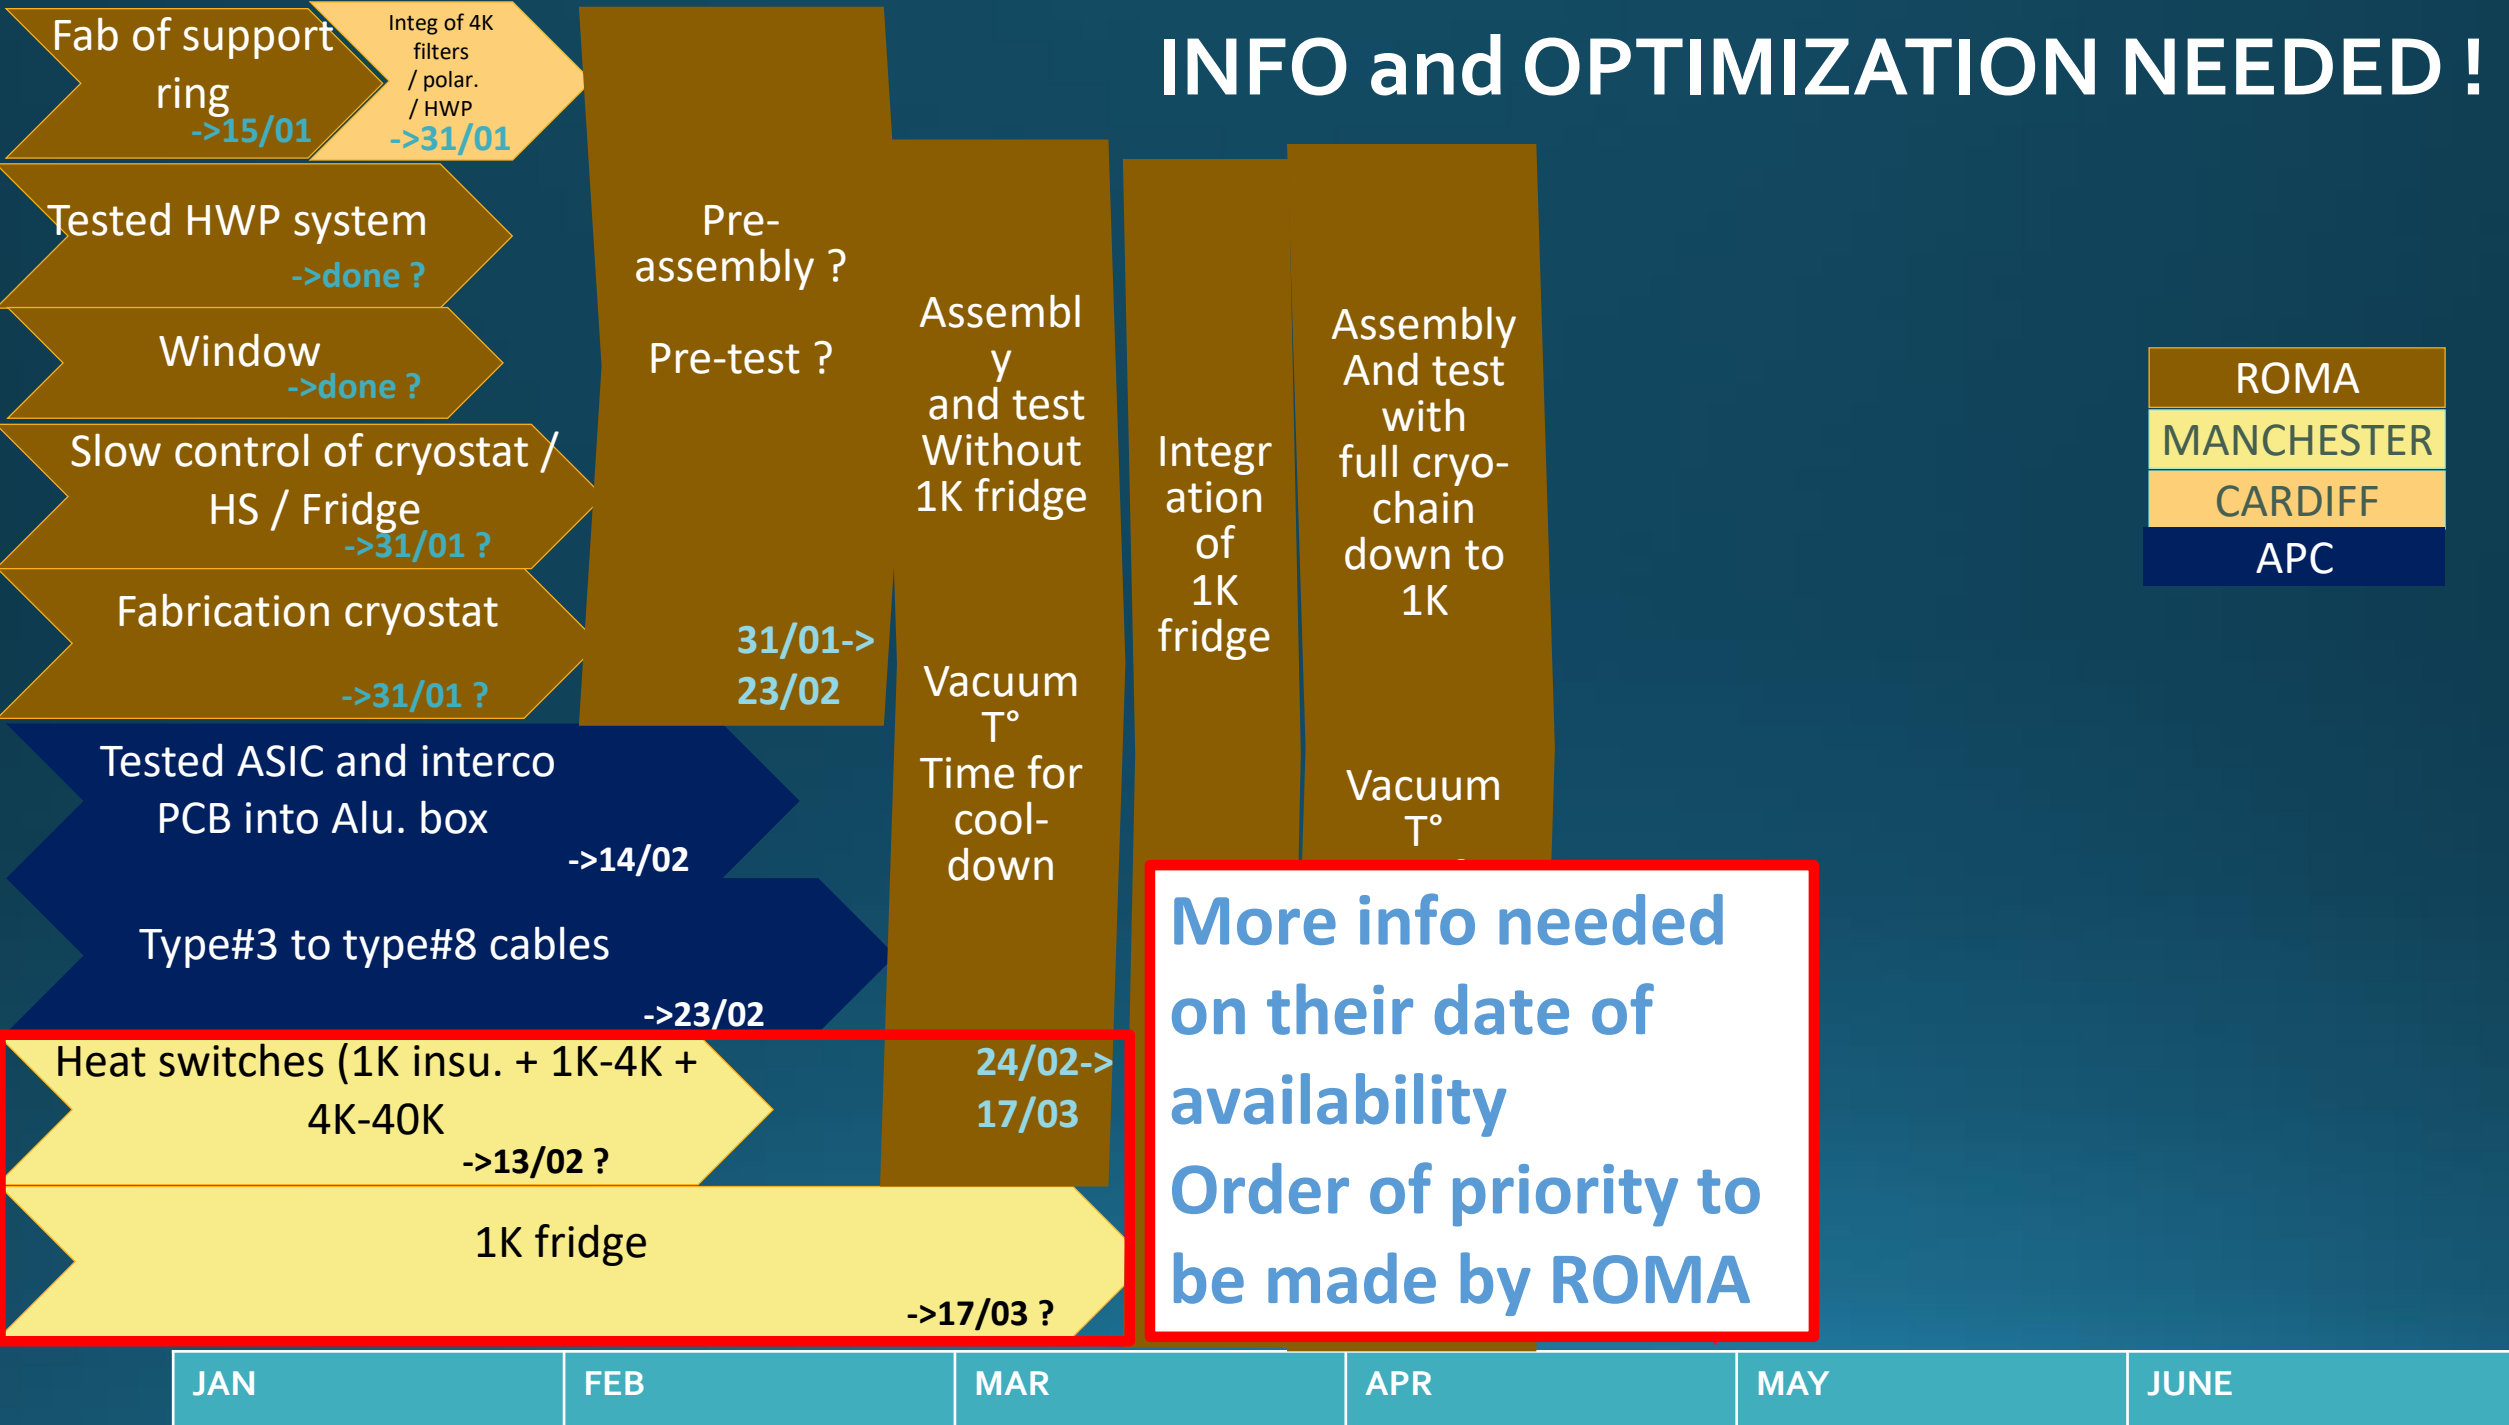 INFO and OPTIMIZATION NEEDED !
Fab of support
ring
->15/01
Integ of 4K
filters
/ polar.
/ HWP
->31/01
Tested HWP system
->done ?
Window
->done ?
Slow control of cryostat /
HS / Fridge
->31/01 ?
Fabrication cryostat
->31/01 ?
Tested ASIC and interco
PCB into Alu. box
->14/02
Type#3 to type#8 cables
->23/02
Heat switches (1K insu. + 1K-4K +
4K-40K
->13/02 ?
1K fridge
->17/03 ?
Pre-
assembly ?
Pre-test ?
31/01->
23/02
Assembl
y
and test
Without
1K fridge
Vacuum
T°
Time for
cool-
down
24/02->
17/03
Integr
ation
of
1K
fridge
Assembly
And test
with
full cryo-
chain
down to
1K
Vacuum
T°
More info needed
on their date of
availability
Order of priority to
be made by ROMA
ROMA
MANCHESTER
CARDIFF
APC
JAN
FEB
MAR
APR
MAY
JUNE